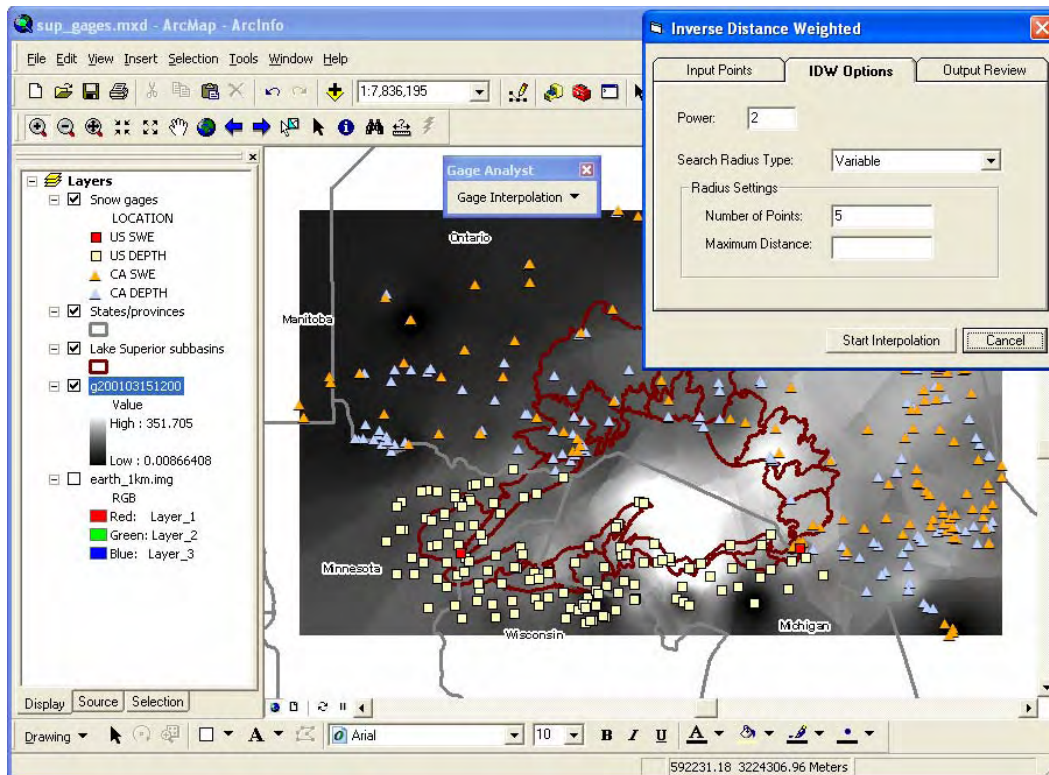 sup_gages.mxd - ArcMap - ArcInfo
File Edit View Insert Selection Tools Window Help
1:7,836,195
Layers
Snow gages
LOCATION
US SWE
US DEPTH
CA SWE
CA DEPTH
States/provinces
Lake Superior subbasins
g200103151200
Value
High : 351.705
Low : 0.00866408
earth_1km.img
RGB
Red: Layer_1
Green: Layer_2
Blue: Layer_3
Display Source Selection
Gage Analyst
Gage Interpolation
Ontario
Manitoba
Minnesota
Wisconsin
Michigan
Inverse Distance Weighted
Input Points IDW Options Output Review
Power: 2
Search Radius Type: Variable
Radius Settings
Number of Points: 5
Maximum Distance:
Start Interpolation Cancel
Drawing A Arial 10 B I U A
592231.18 3224306.96 Meters